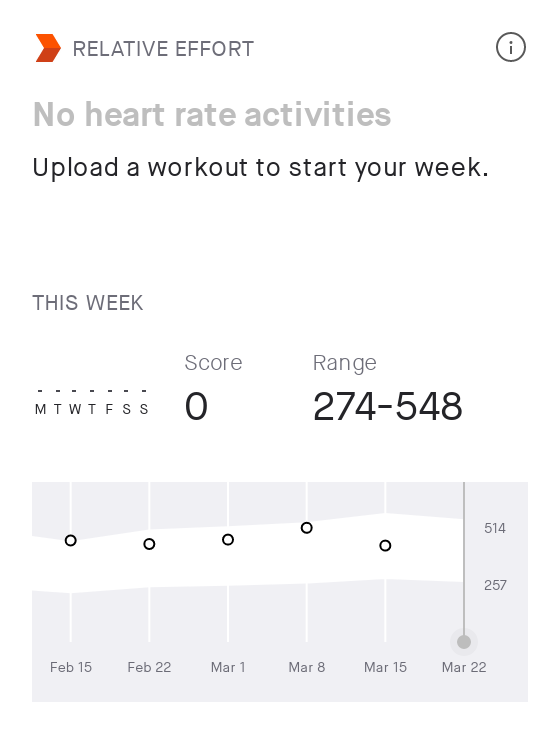 RELATIVE EFFORT
No heart rate activities
Upload a workout to start your week.
THIS WEEK
Score
Range
- - - - - - -
M T W T F S S
0
274-548
514
257
Feb 15 Feb 22 Mar 1 Mar 8 Mar 15 Mar 22